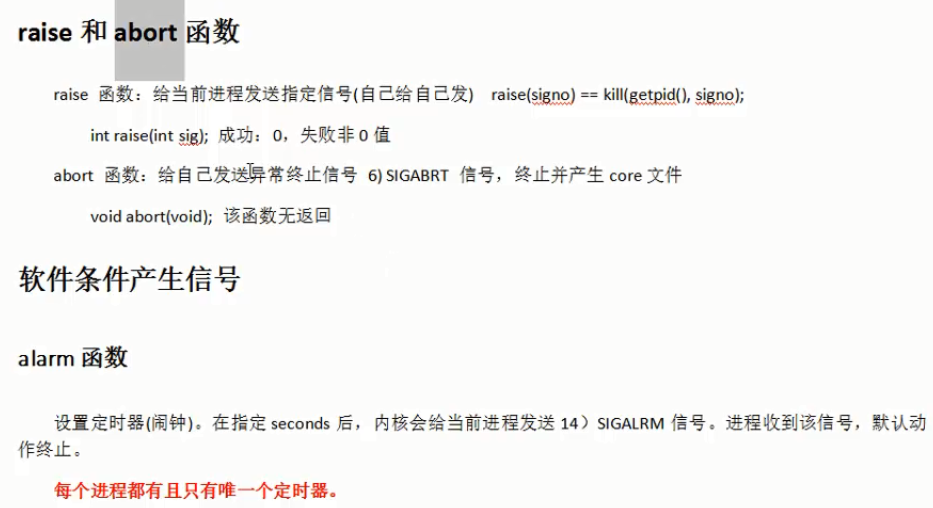 raise 和 abort 函数
raise 函数：给当前进程发送指定信号(自己给自己发) raise(signo) == kill(getpid(), signo);
int raise(int sig); 成功：0，失败非 0 值
abort 函数：给自己发送异常终止信号 6) SIGABRT 信号，终止并产生 core 文件
void abort(void); 该函数无返回
软件条件产生信号
alarm 函数
设置定时器(闹钟)。在指定 seconds 后，内核会给当前进程发送 14）SIGALRM 信号。进程收到该信号，默认动
作终止。
每个进程都有且只有唯一个定时器。